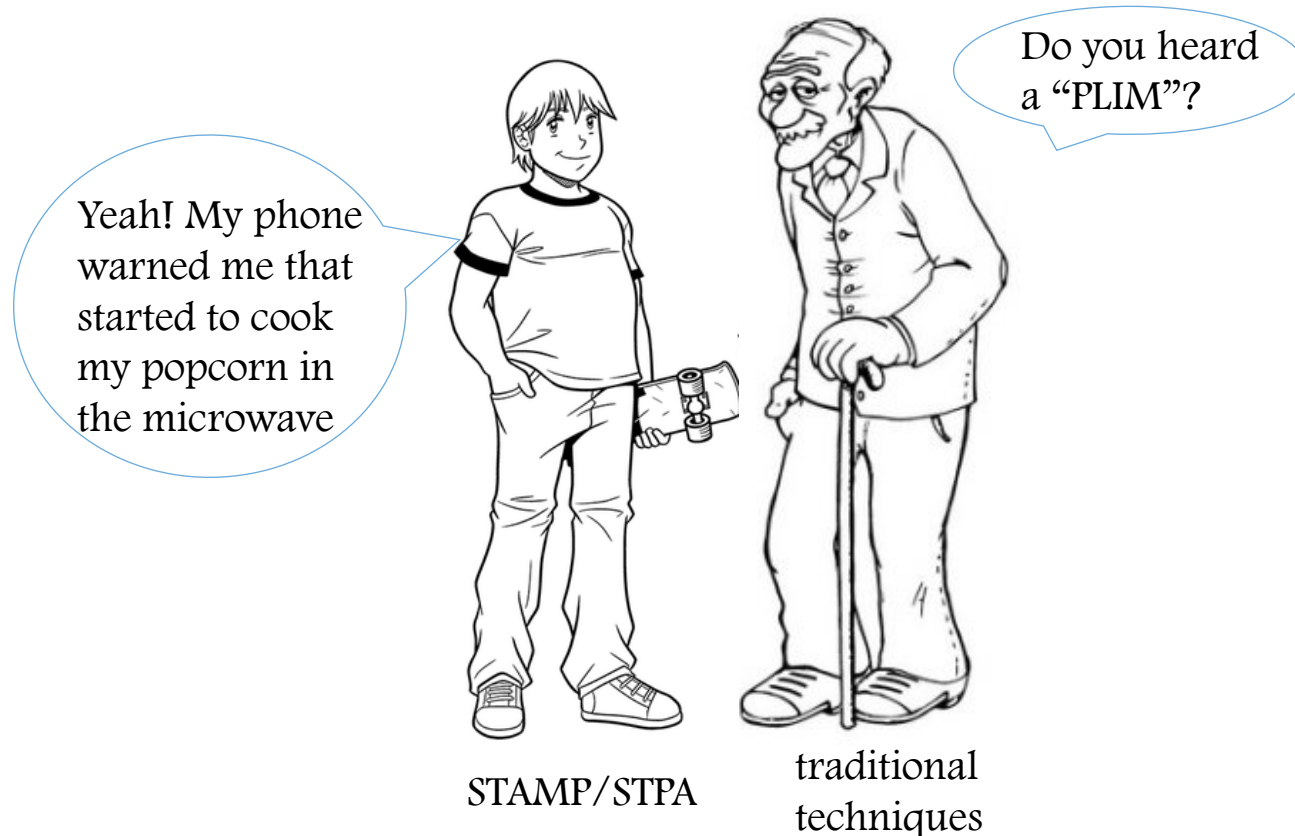 Do you heard
a “PLIM”?
Yeah! My phone
warned me that
started to cook
my popcorn in
the microwave
STAMP/STPA
traditional
techniques